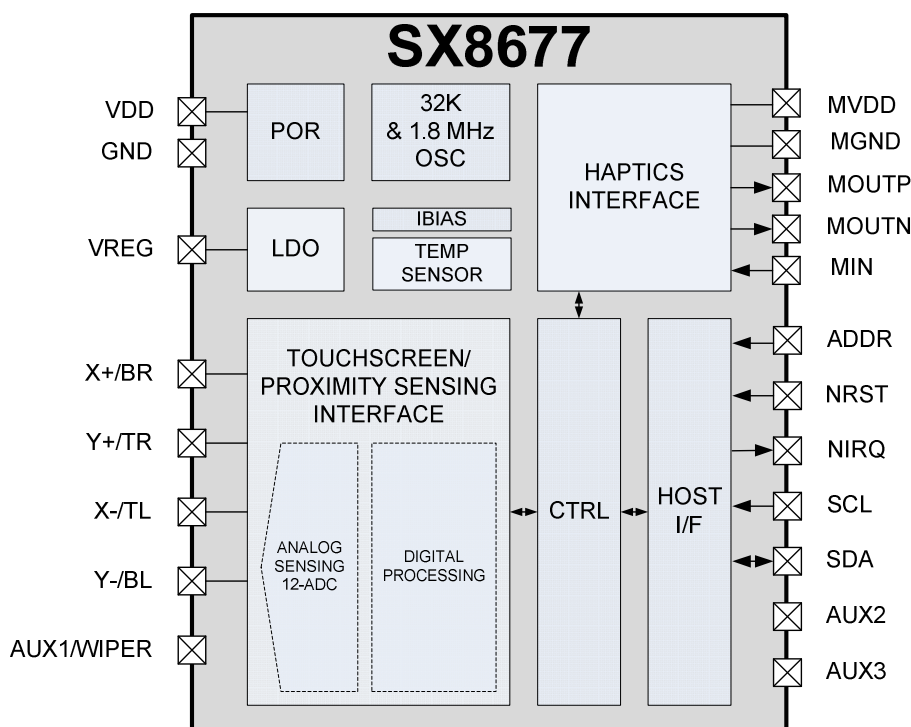 SX8677
VDD
GND
VREG
X+/BR
Y+/TR
X-/TL
Y-/BL
AUX1/WIPER
POR
32K
& 1.8 MHz
OSC
LDO
IBIAS
TEMP
SENSOR
HAPTICS
INTERFACE
TOUCHSCREEN/
PROXIMITY SENSING
INTERFACE
ANALOG
SENSING
12-ADC
DIGITAL
PROCESSING
CTRL
HOST
I/F
MVDD
MGND
MOUTP
MOUTN
MIN
ADDR
NRST
NIRQ
SCL
SDA
AUX2
AUX3